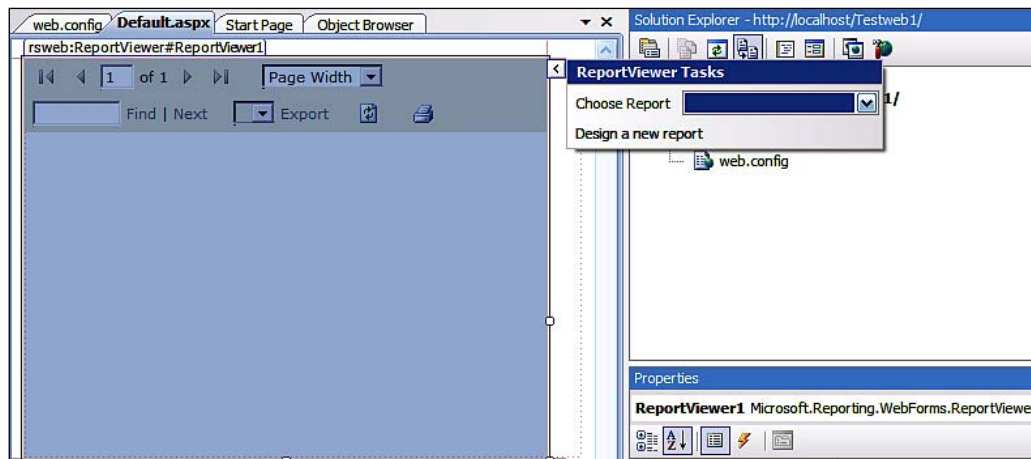 web.config Default.aspx Start Page Object Browser
rsweb:ReportViewer#ReportViewer1
1 of 1 Page Width
Find | Next Export
ReportViewer Tasks
Choose Report
Design a new report
Solution Explorer - http://localhost/Testweb1/
1/
web.config
Properties
ReportViewer1 Microsoft.Reporting.WebForms.ReportViewe